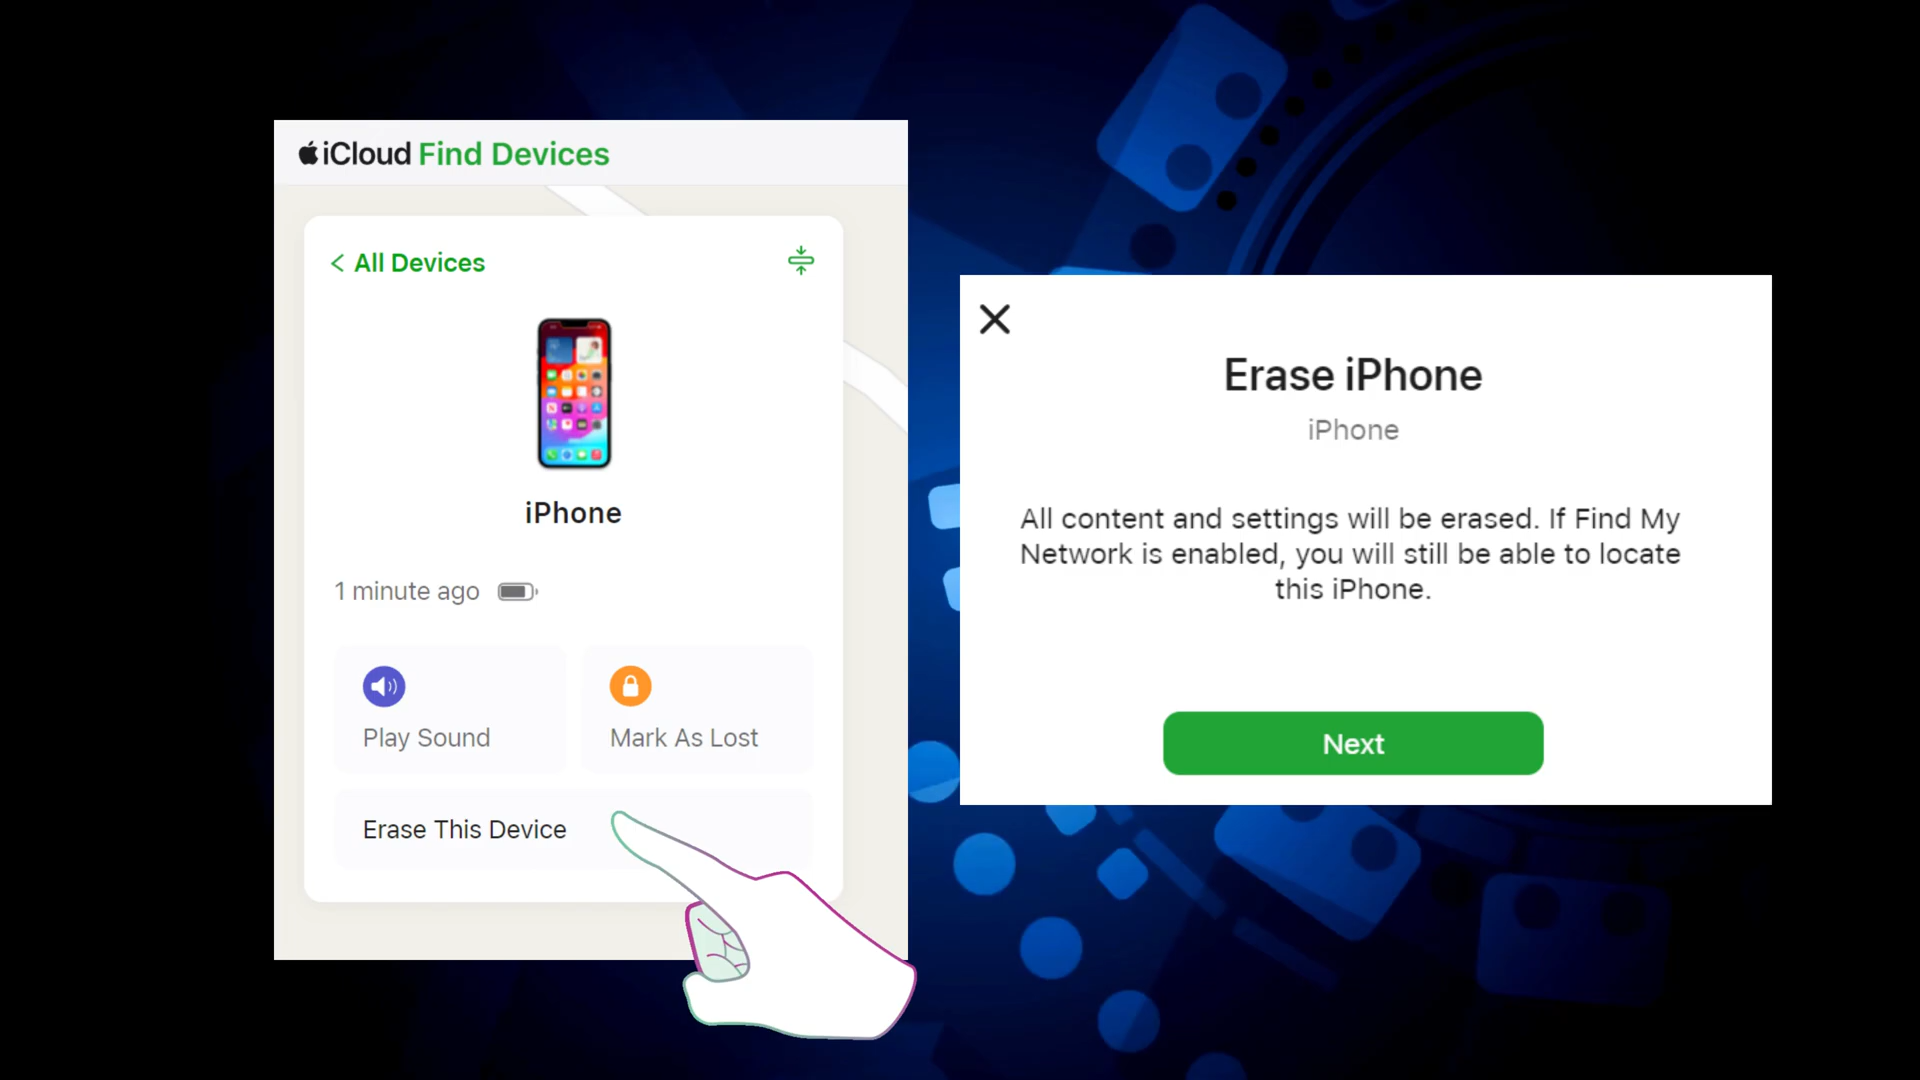 iCloud Find Devices
All Devices
iPhone
1 minute ago
Play Sound
Mark As Lost
Erase This Device
Erase iPhone
iPhone
All content and settings will be erased. If Find My
Network is enabled, you will still be able to locate
this iPhone.
Next